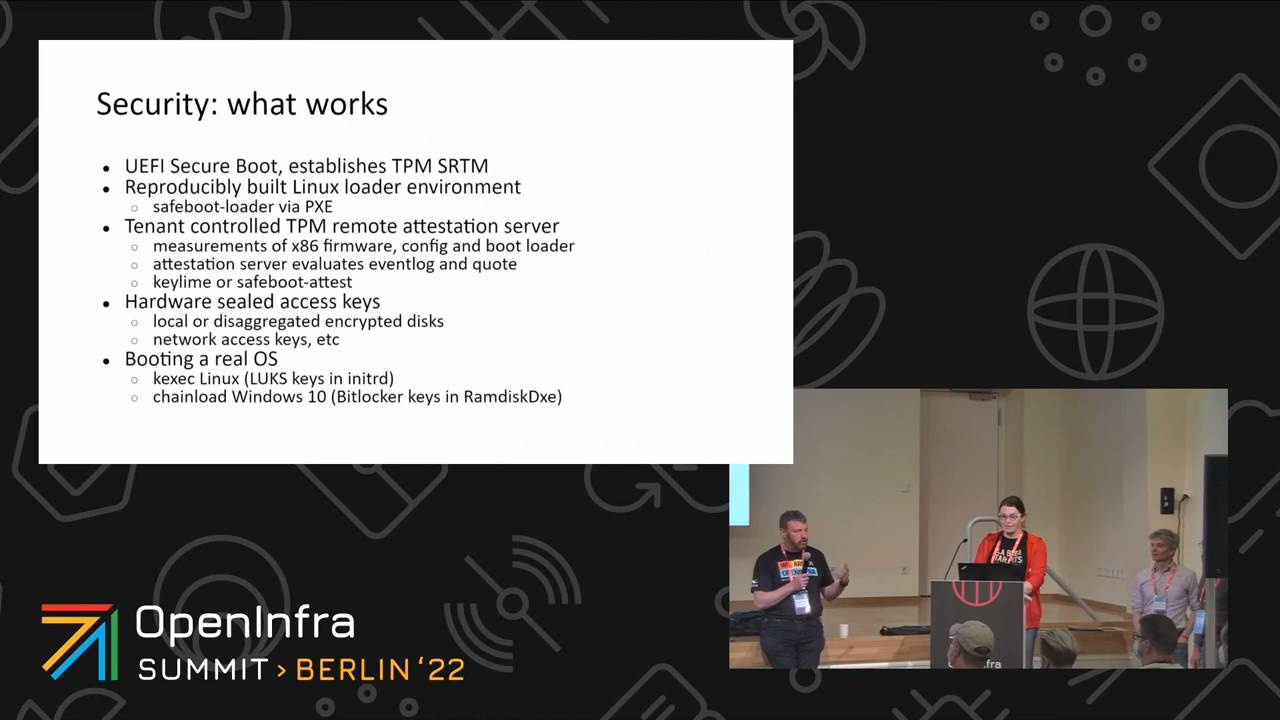 Security: what works
UEFI Secure Boot, establishes TPM SRTM
Reproducibly built Linux loader environment
safeboot-loader via PXE
Tenant controlled TPM remote attestation server
measurements of x86 firmware, config and boot loader
attestation server evaluates eventlog and quote
keylime or safeboot-attest
Hardware sealed access keys
local or disaggregated encrypted disks
network access keys, etc
Booting a real OS
kexec Linux (LUKS keys in initrd)
chainload Windows 10 (Bitlocker keys in RamdiskDxe)
OpenInfra
SUMMIT > BERLIN ‘22